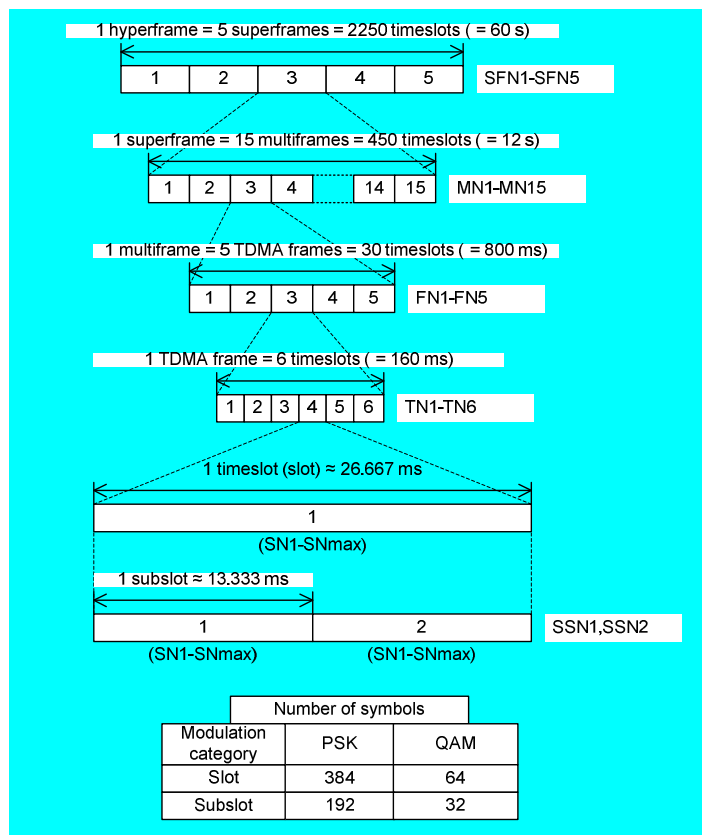 1 hyperframe = 5 superframes = 2250 timeslots ( = 60 s)
1 2 3 4 5 SFN1-SFN5
1 superframe = 15 multiframes = 450 timeslots ( = 12 s)
1 2 3 4 14 15 MN1-MN15
1 multiframe = 5 TDMA frames = 30 timeslots ( = 800 ms)
1 2 3 4 5 FN1-FN5
1 TDMA frame = 6 timeslots ( = 160 ms)
1 2 3 4 5 6 TN1-TN6
1 timeslot (slot) ≈ 26.667 ms
1
(SN1-SNmax)
1 subslot ≈ 13.333 ms
1 2 SSN1,SSN2
(SN1-SNmax) (SN1-SNmax)
Number of symbols
Modulation category PSK QAM
Slot 384 64
Subslot 192 32